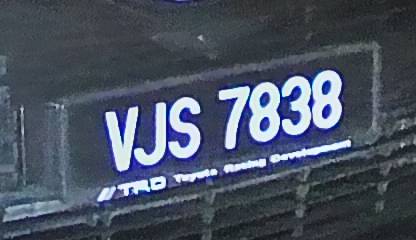 VJS 7838
TRD Toyota Racing Development